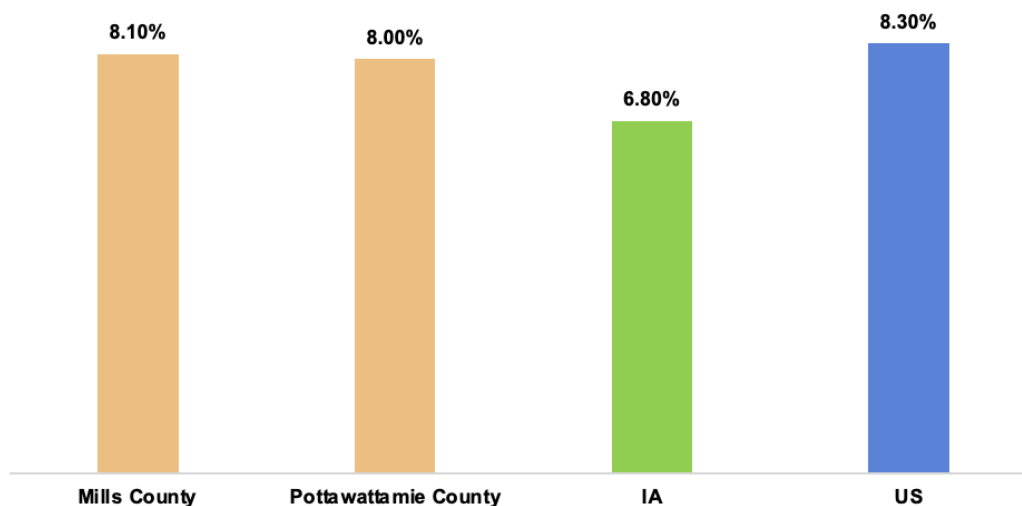 8.10%
8.00%
6.80%
8.30%
Mills County
Pottawattamie County
IA
US